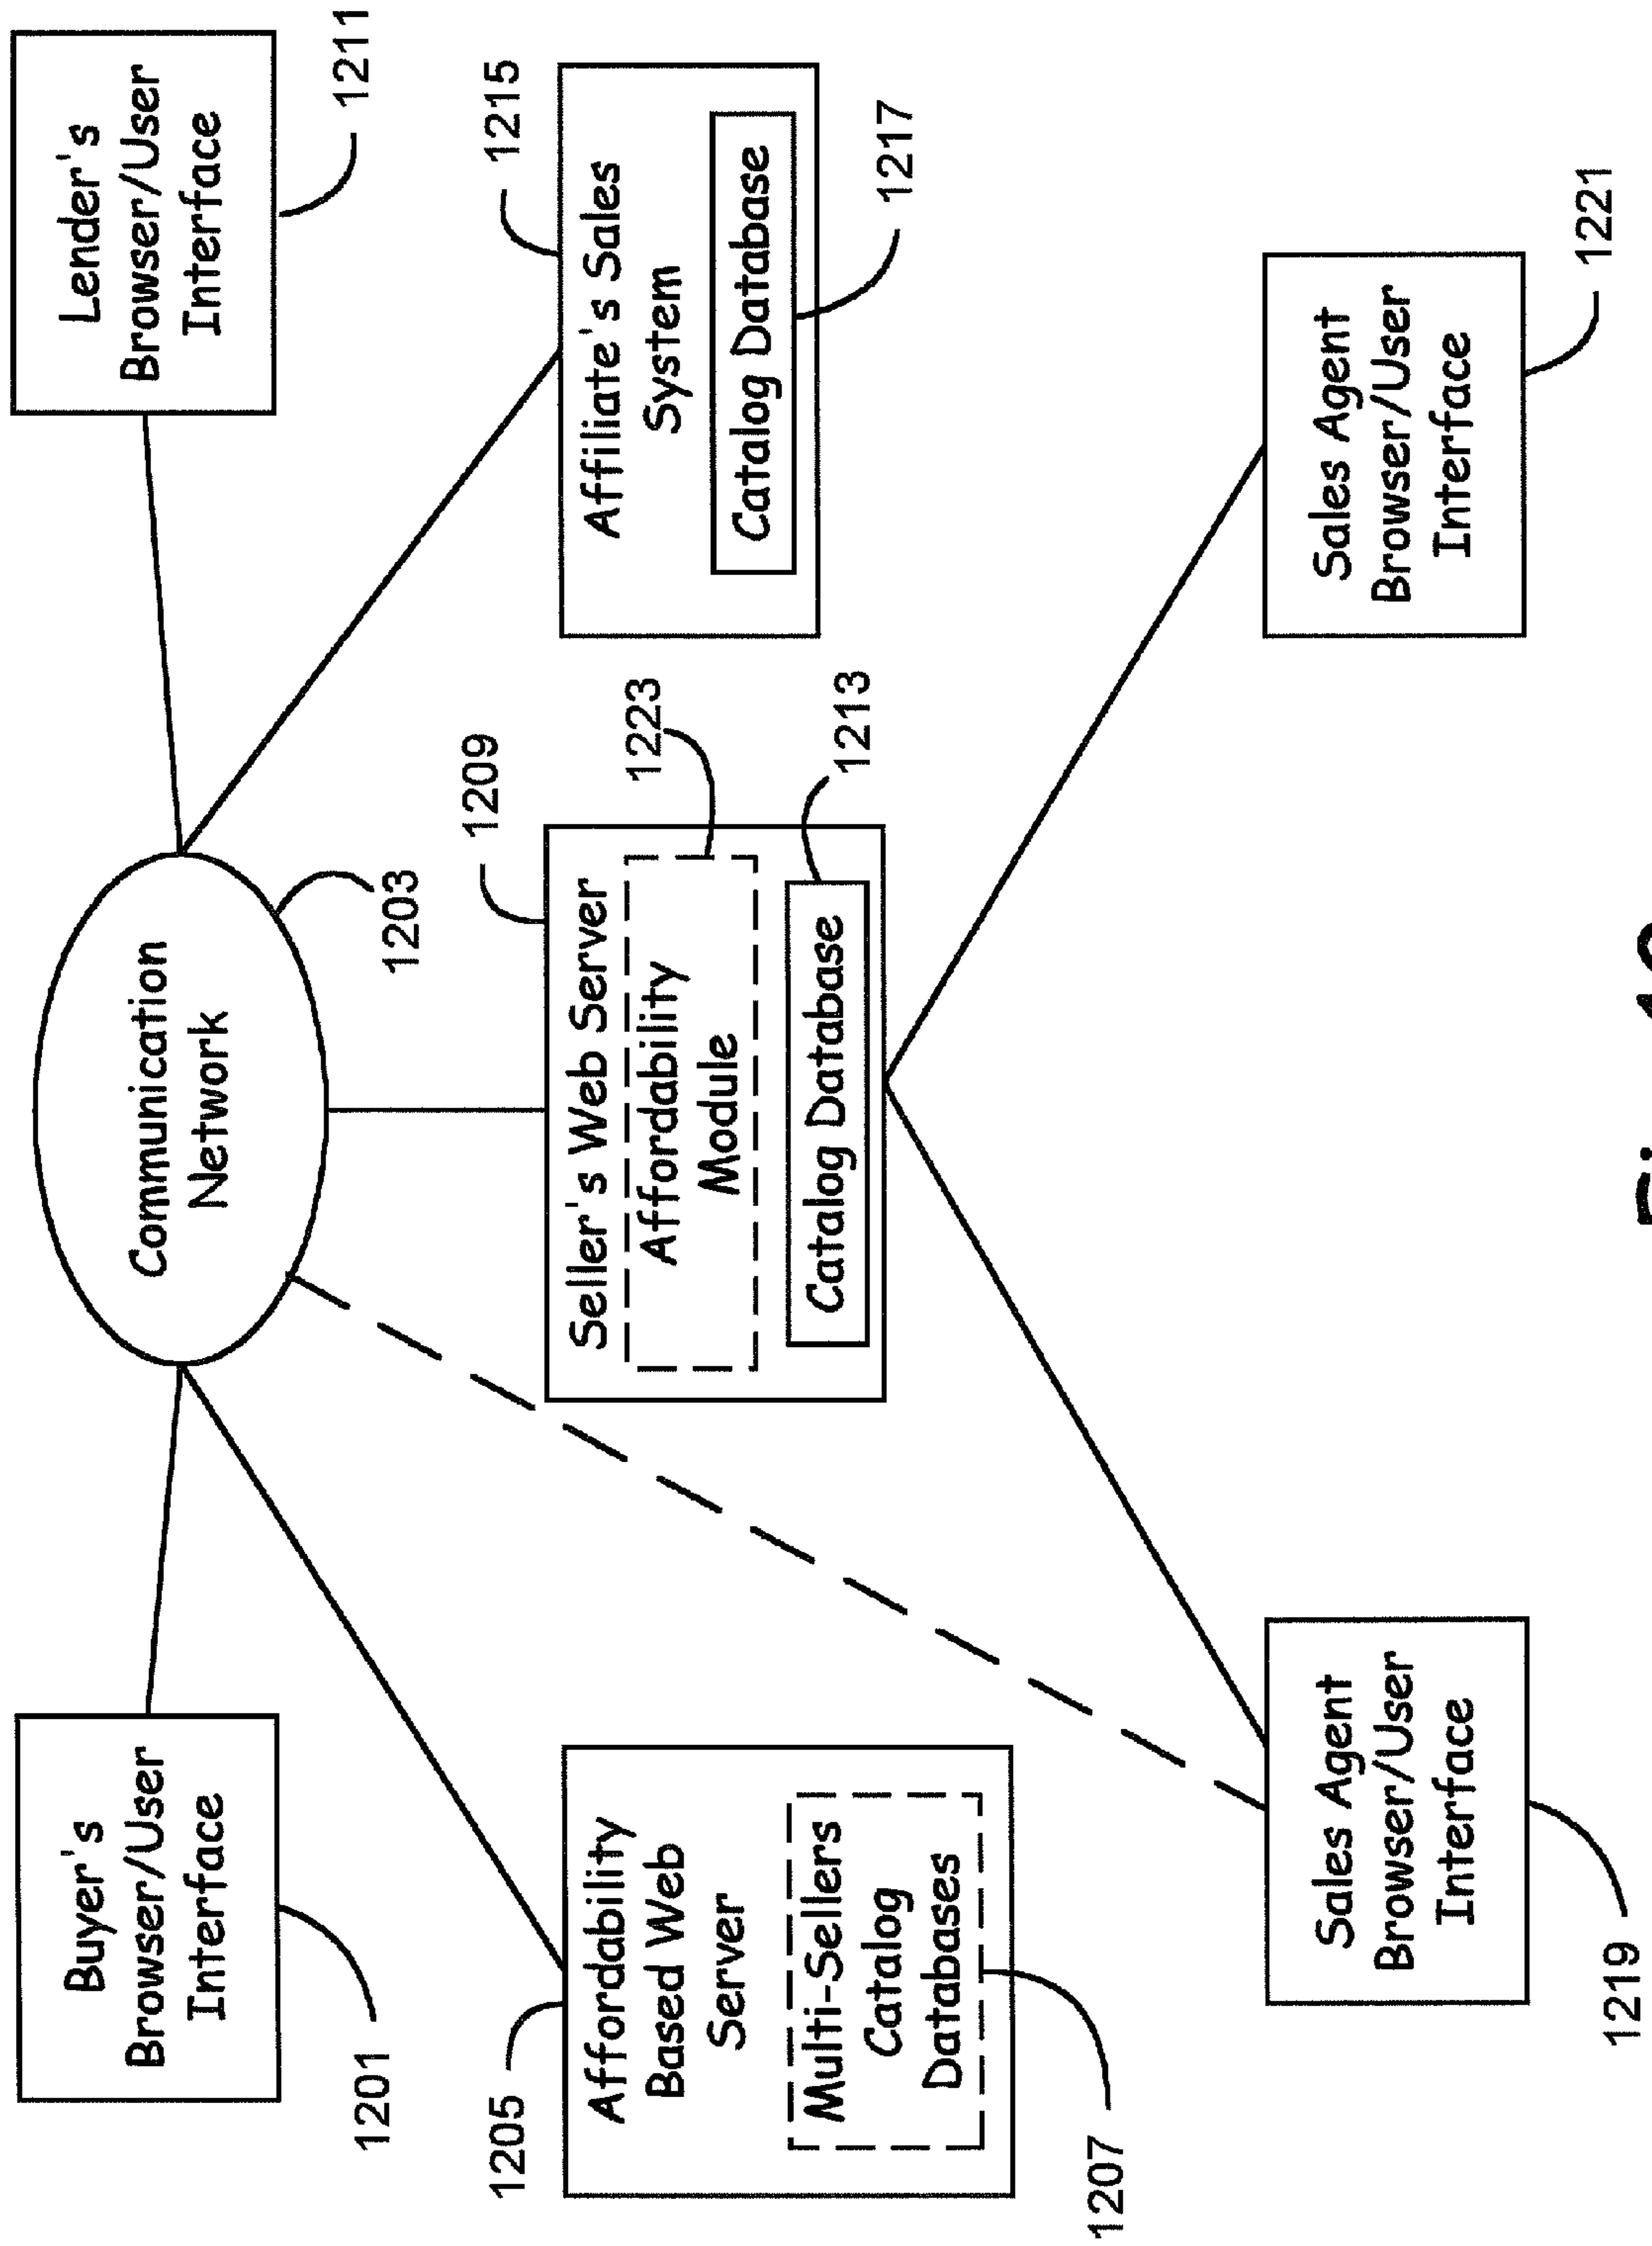 Buyer's
Browser/User
Interface
1201
Communication
Network
1203
Lender's
Browser/User
Interface
1211
1205
Affordability
Based Web
Server
Multi-Sellers
Catalog
Databases
1207
1209
Seller's Web Server
Affordability
Module
1223
Catalog Database
1213
1215
Affiliate's Sales
System
Catalog Database
1217
Sales Agent
Browser/User
Interface
1219
Sales Agent
Browser/User
Interface
1221